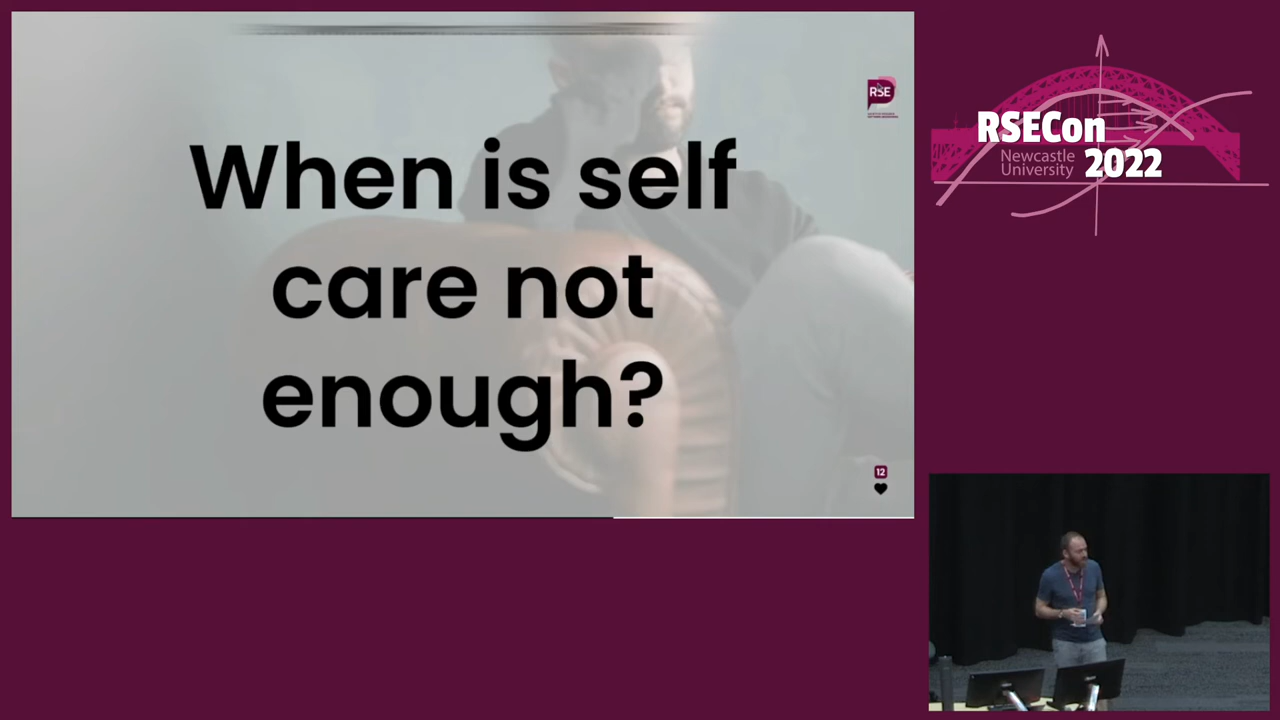 When is self
care not
enough?
RSE
12
RSECon
2022
Newcastle
University